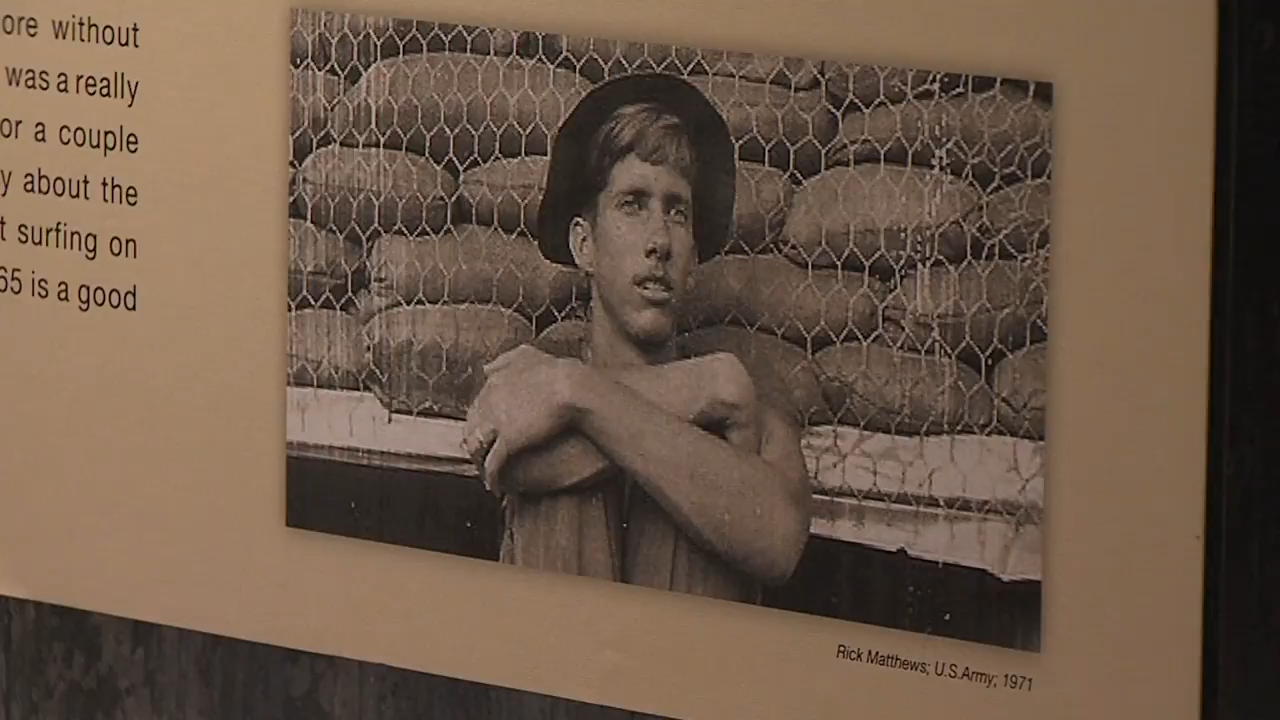 ore without
was a really
or a couple
y about the
t surfing on
65 is a good
Rick Matthews; U.S.Army; 1971